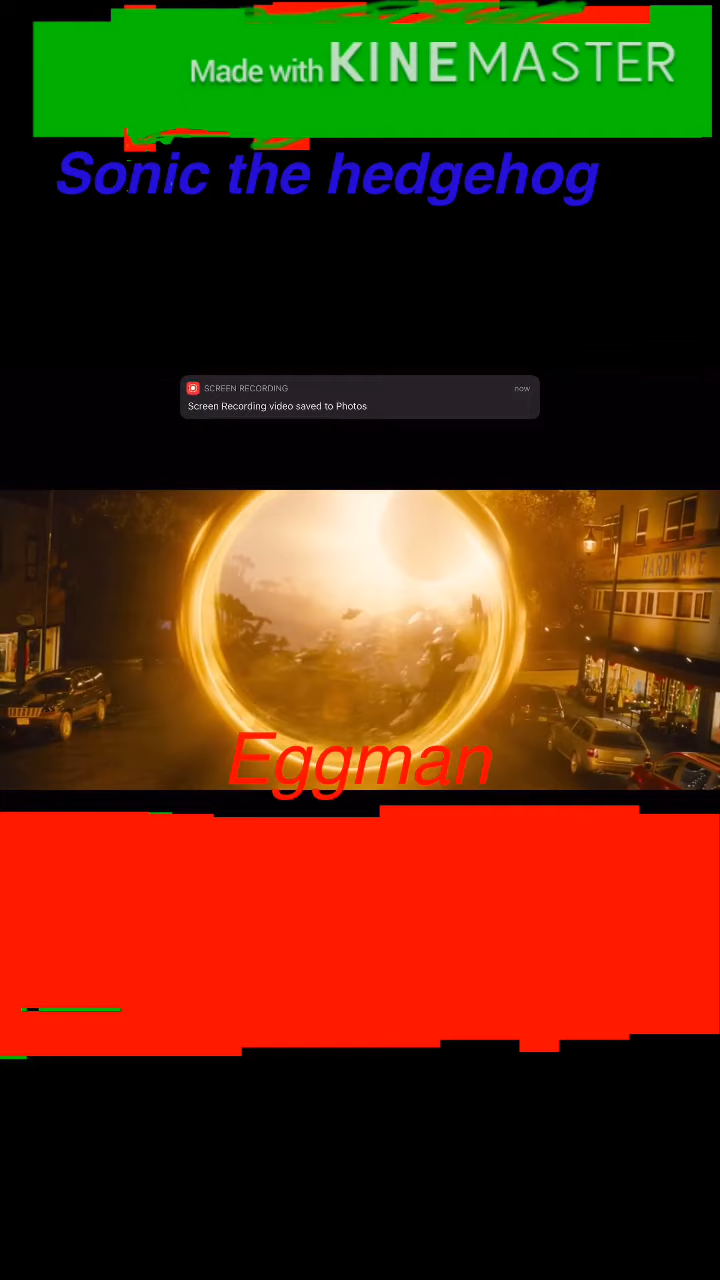 Made with KINEMASTER
Sonic the hedgehog
SCREEN RECORDING now
Screen Recording video saved to Photos
HARDWARE
Eggman